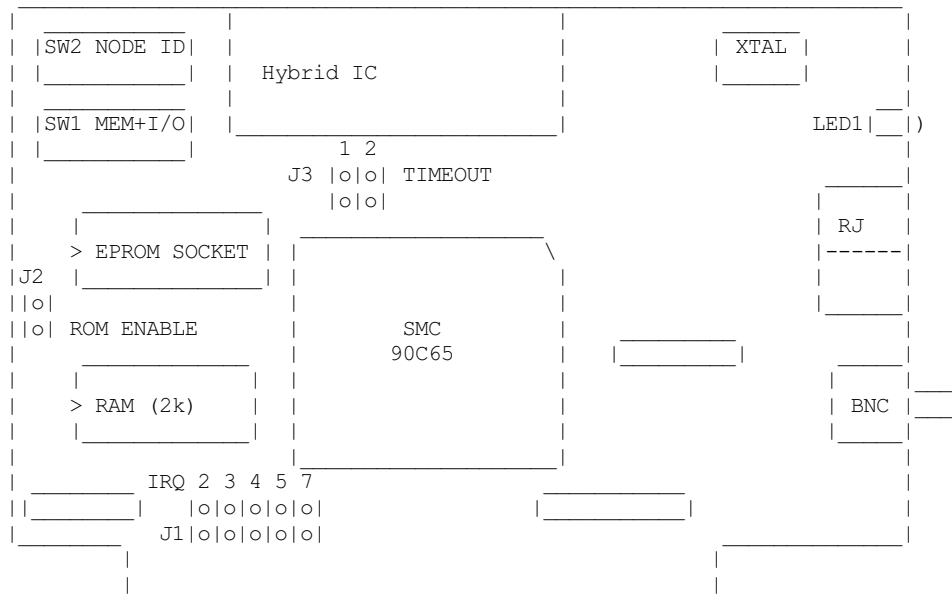 SW2 NODE ID
XTAL
Hybrid IC
SW1 MEM+I/O
LED1
)
1 2
J3 |o|o| TIMEOUT
|o|o|
RJ
> EPROM SOCKET
J2
|o|
|o| ROM ENABLE
SMC
90C65
> RAM (2k)
BNC
IRQ 2 3 4 5 7
|o|o|o|o|o|
J1|o|o|o|o|o|